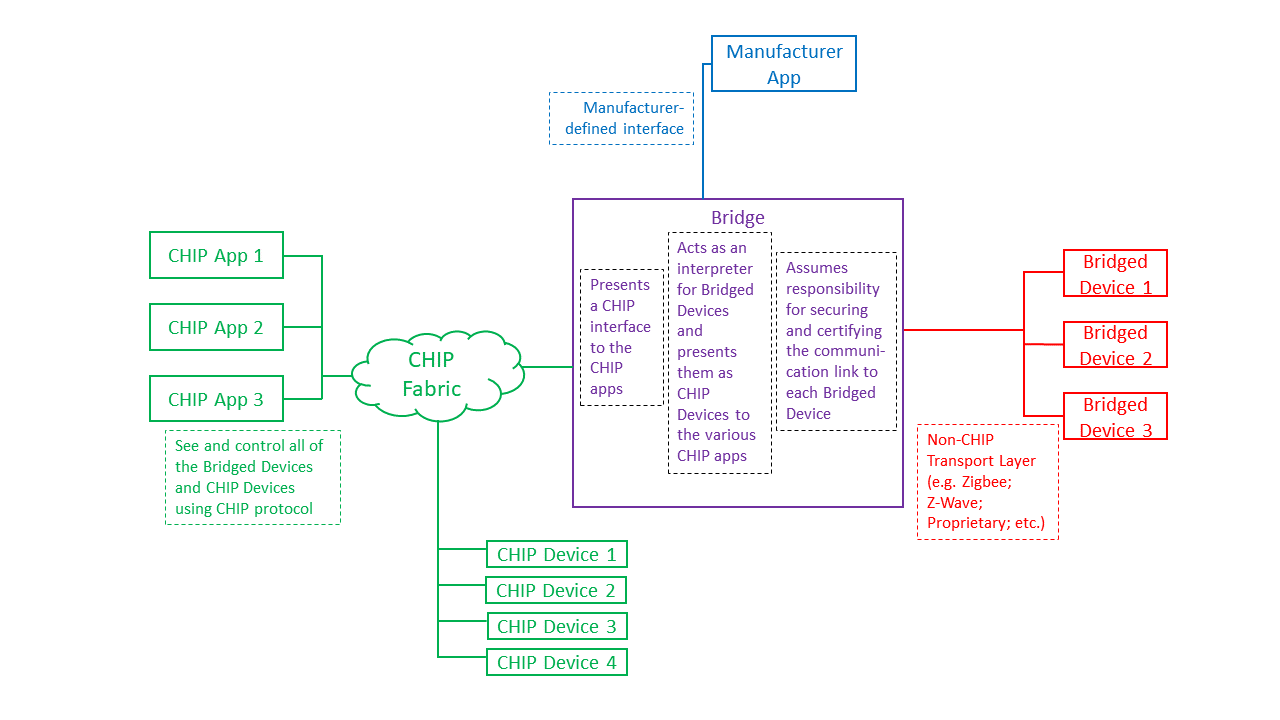 Manufacturer
App
Manufacturer-
defined interface
Bridge
Presents
a CHIP
interface
to the
CHIP
apps
Acts as an
interpreter
for Bridged
Devices
and
presents
them as
CHIP
Devices to
the various
CHIP apps
Assumes
responsibility
for securing
and certifying
the communi-
cation link to
each Bridged
Device
CHIP App 1
CHIP App 2
CHIP App 3
See and control all of
the Bridged Devices
and CHIP Devices
using CHIP protocol
CHIP
Fabric
Bridged
Device 1
Bridged
Device 2
Bridged
Device 3
Non-CHIP
Transport Layer
(e.g. Zigbee;
Z-Wave;
Proprietary; etc.)
CHIP Device 1
CHIP Device 2
CHIP Device 3
CHIP Device 4